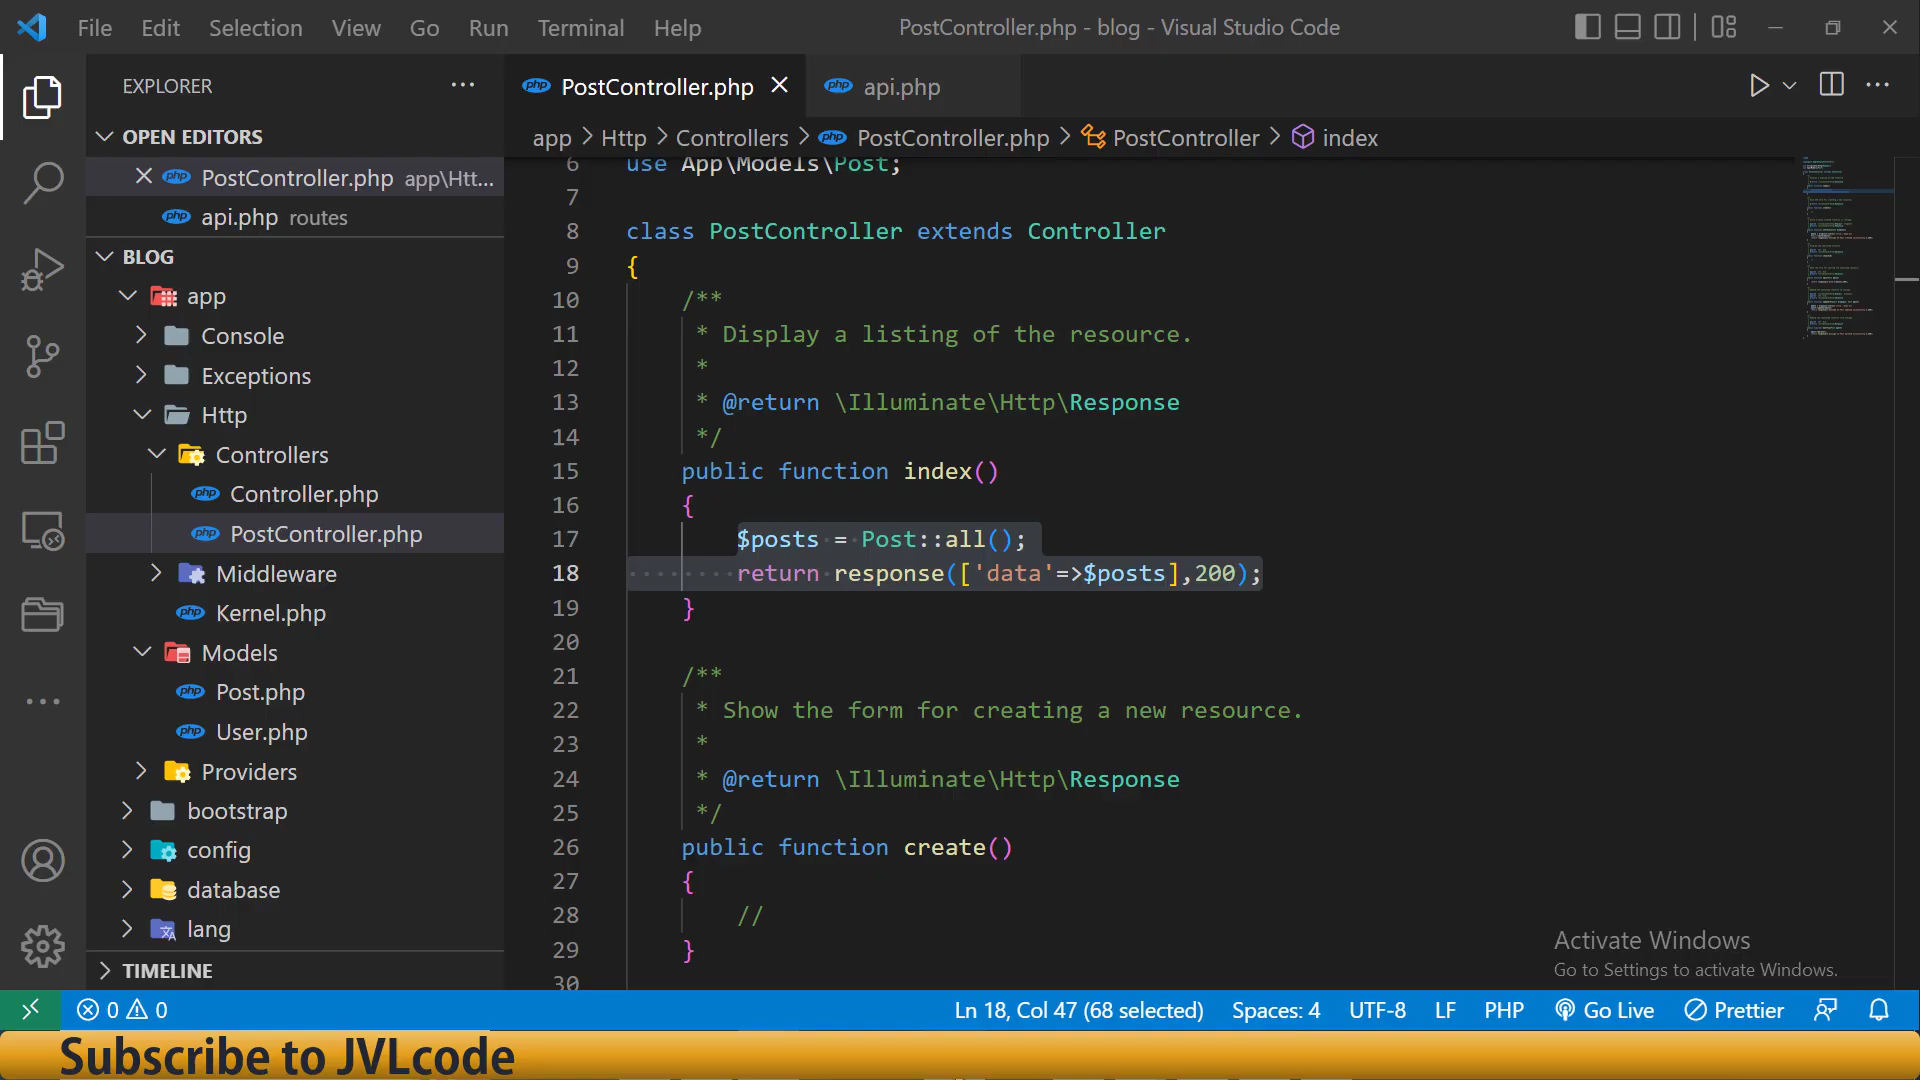 File Edit Selection View Go Run Terminal Help PostController.php - blog - Visual Studio Code
EXPLORER
OPEN EDITORS
PostController.php app\Htt...
api.php routes
BLOG
app
Console
Exceptions
Http
Controllers
Controller.php
PostController.php
Middleware
Kernel.php
Models
Post.php
User.php
Providers
bootstrap
config
database
lang
TIMELINE
php PostController.php php api.php
app > Http > Controllers > php PostController.php > PostController > index
6 use App\Models\Post;
7
8 class PostController extends Controller
9 {
10 /**
11 * Display a listing of the resource.
12 *
13 * @return \Illuminate\Http\Response
14 */
15 public function index()
16 {
17 $posts = Post::all();
18 return response(['data'=>$posts],200);
19 }
20
21 /**
22 * Show the form for creating a new resource.
23 *
24 * @return \Illuminate\Http\Response
25 */
26 public function create()
27 {
28 //
29 }
30
Activate Windows
Go to Settings to activate Windows.
0 0 Ln 18, Col 47 (68 selected) Spaces: 4 UTF-8 LF PHP Go Live Prettier
Subscribe to JVLcode